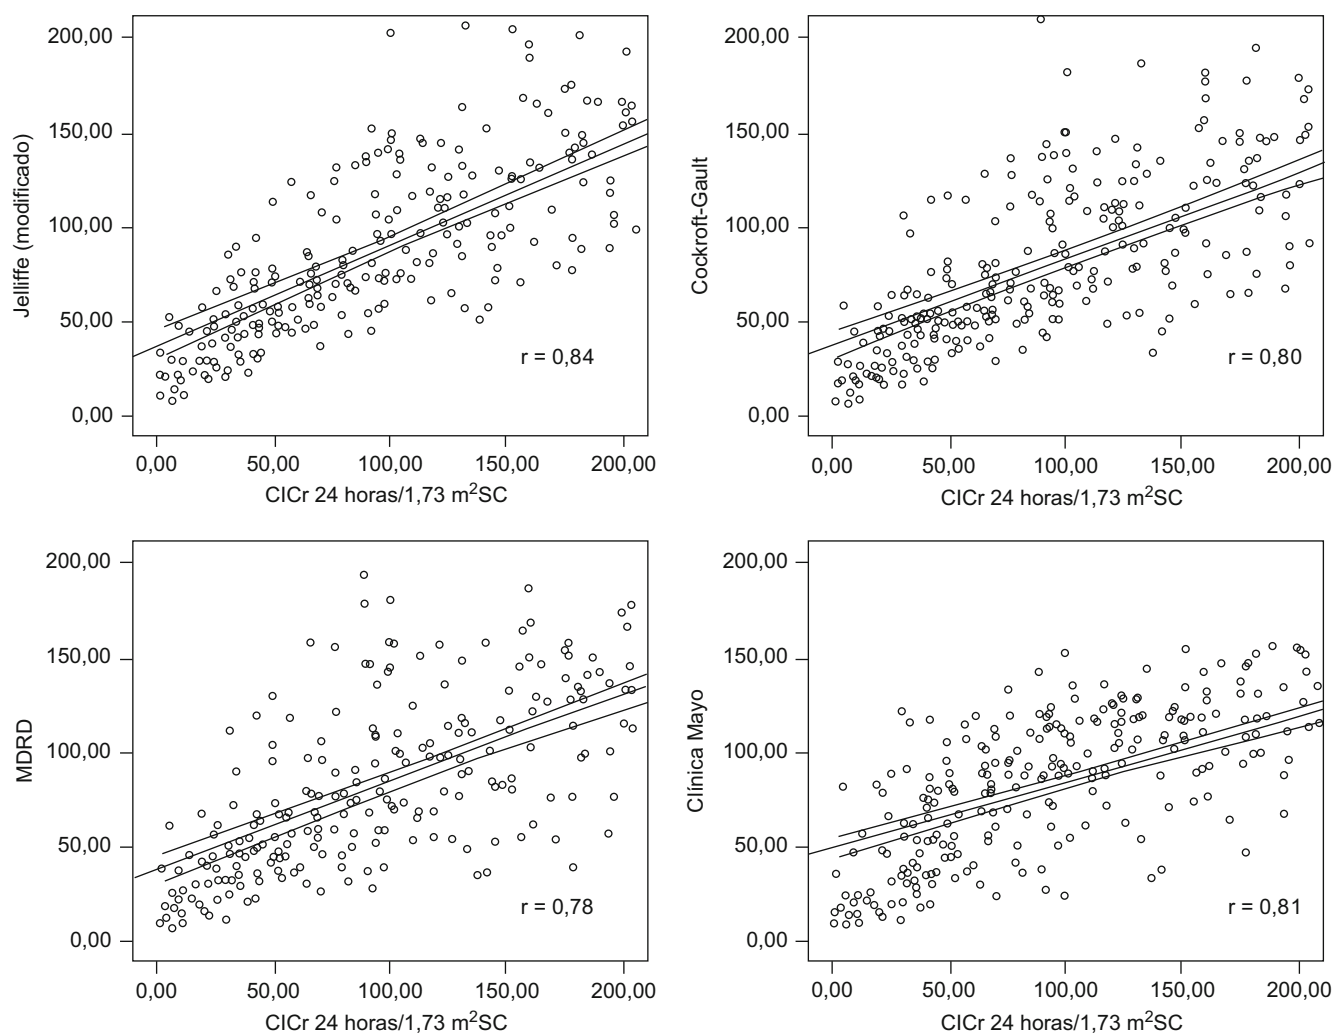 200,00
150,00
100,00
50,00
0,00
Jelliffe (modificado)
r = 0,84
0,00 50,00 100,00 150,00 200,00
ClCr 24 horas/1,73 m²SC
200,00
150,00
100,00
50,00
0,00
Cockroft-Gault
r = 0,80
0,00 50,00 100,00 150,00 200,00
ClCr 24 horas/1,73 m²SC
200,00
150,00
100,00
50,00
0,00
MDRD
r = 0,78
0,00 50,00 100,00 150,00 200,00
ClCr 24 horas/1,73 m²SC
200,00
150,00
100,00
50,00
0,00
Clínica Mayo
r = 0,81
0,00 50,00 100,00 150,00 200,00
ClCr 24 horas/1,73 m²SC